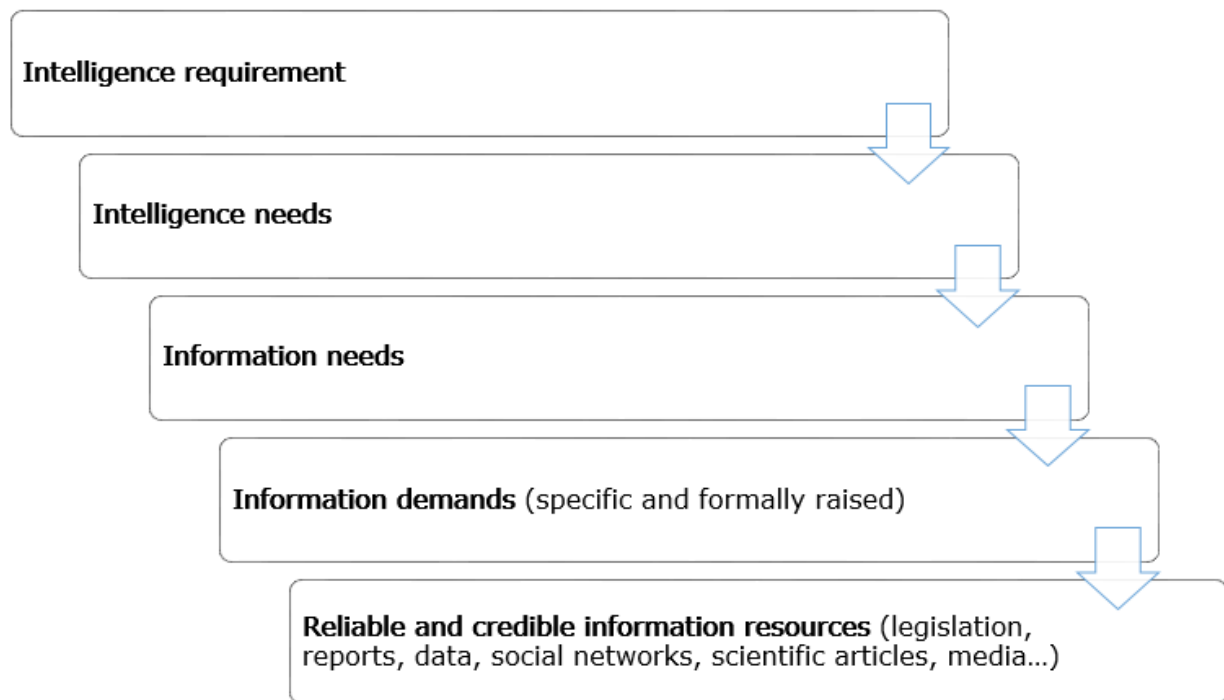 Intelligence requirement
Intelligence needs
Information needs
Information demands (specific and formally raised)
Reliable and credible information resources (legislation,
reports, data, social networks, scientific articles, media…)